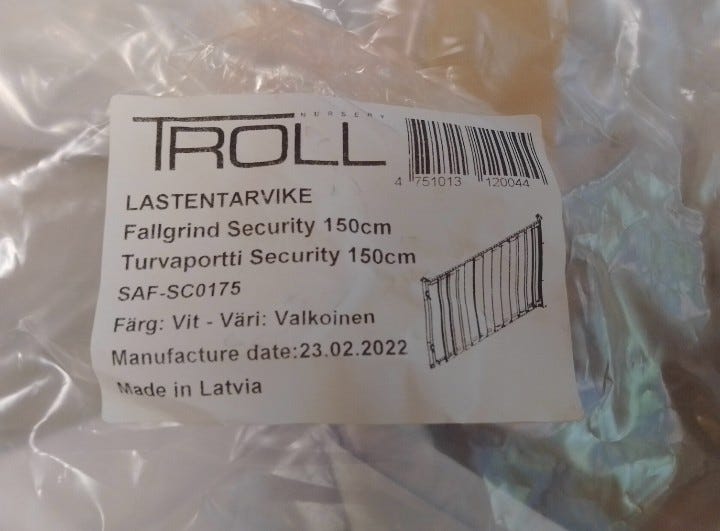 NURSERY
TROLL
4 751013 120044
LASTENTARVIKE
Fallgrind Security 150cm
Turvaportti Security 150cm
SAF-SC0175
Färg: Vit - Väri: Valkoinen
Manufacture date:23.02.2022
Made in Latvia